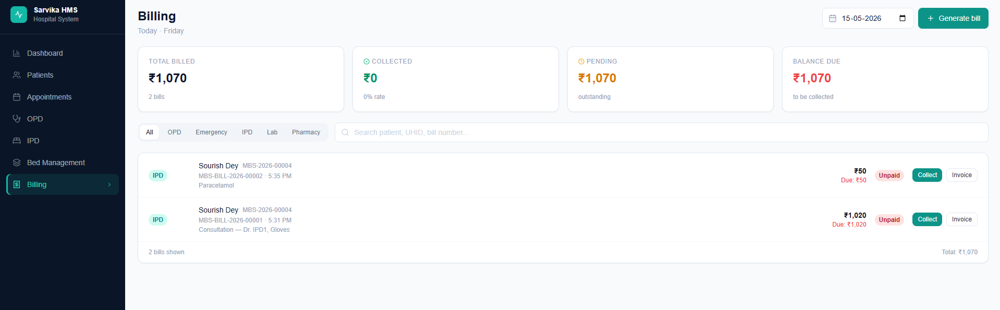 Sarvika HMS
Hospital System
Dashboard
Patients
Appointments
OPD
IPD
Bed Management
Billing
Billing
Today · Friday
15-05-2026
Generate bill
TOTAL BILLED
₹1,070
2 bills
COLLECTED
₹0
0% rate
PENDING
₹1,070
outstanding
BALANCE DUE
₹1,070
to be collected
All OPD Emergency IPD Lab Pharmacy
Search patient, UHID, bill number...
IPD
Sourish Dey MBS-2026-00004
MBS-BILL-2026-00002 · 5:35 PM
Paracetamol
₹50
Due: ₹50
Unpaid
Collect
Invoice
IPD
Sourish Dey MBS-2026-00004
MBS-BILL-2026-00001 · 5:31 PM
Consultation — Dr. IPD1, Gloves
₹1,020
Due: ₹1,020
Unpaid
Collect
Invoice
2 bills shown
Total: ₹1,070